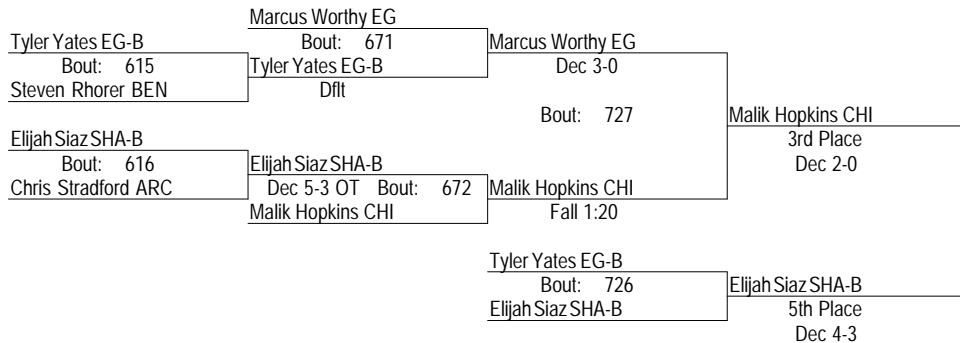 Marcus Worthy EG
Tyler Yates EG-B
Bout: 671
Marcus Worthy EG
Bout: 615
Tyler Yates EG-B
Dec 3-0
Steven Rhorer BEN
Dflt
Bout: 727
Malik Hopkins CHI
Elijah Siaz SHA-B
3rd Place
Bout: 616
Elijah Siaz SHA-B
Dec 2-0
Chris Stradford ARC
Dec 5-3 OT Bout: 672
Malik Hopkins CHI
Malik Hopkins CHI
Fall 1:20
Tyler Yates EG-B
Bout: 726
Elijah Siaz SHA-B
Elijah Siaz SHA-B
5th Place
Dec 4-3